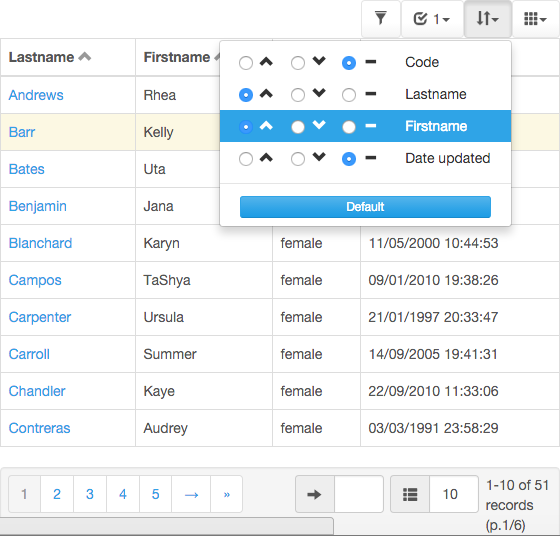 1
Lastname Firstname
Code
Andrews Rhea
Lastname
Barr Kelly
Firstname
Bates Uta
Date updated
Benjamin Jana
Default
Blanchard Karyn female 11/05/2000 10:44:53
Campos TaShya female 09/01/2010 19:38:26
Carpenter Ursula female 21/01/1997 20:33:47
Carroll Summer female 14/09/2005 19:41:31
Chandler Kaye female 22/09/2010 11:33:06
Contreras Audrey female 03/03/1991 23:58:29
1 2 3 4 5 → » 10
1-10 of 51
records
(p.1/6)